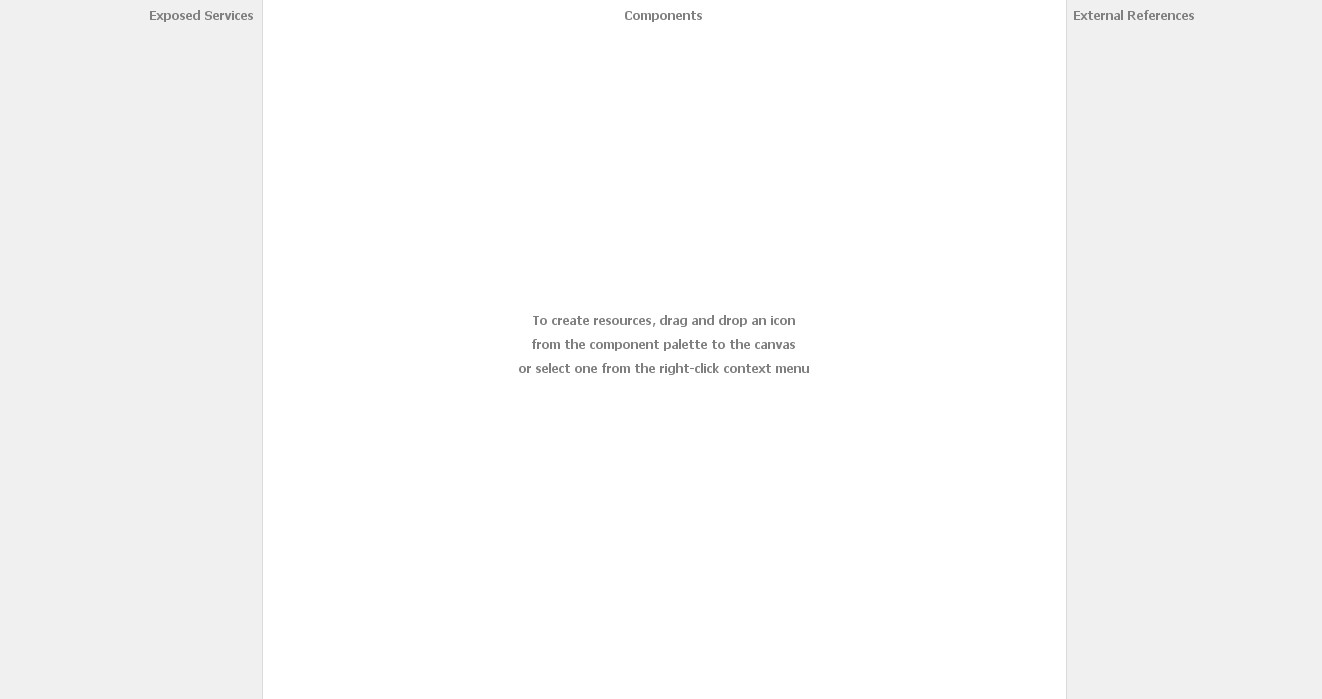 Exposed Services
Components
External References
To create resources, drag and drop an icon
from the component palette to the canvas
or select one from the right-click context menu